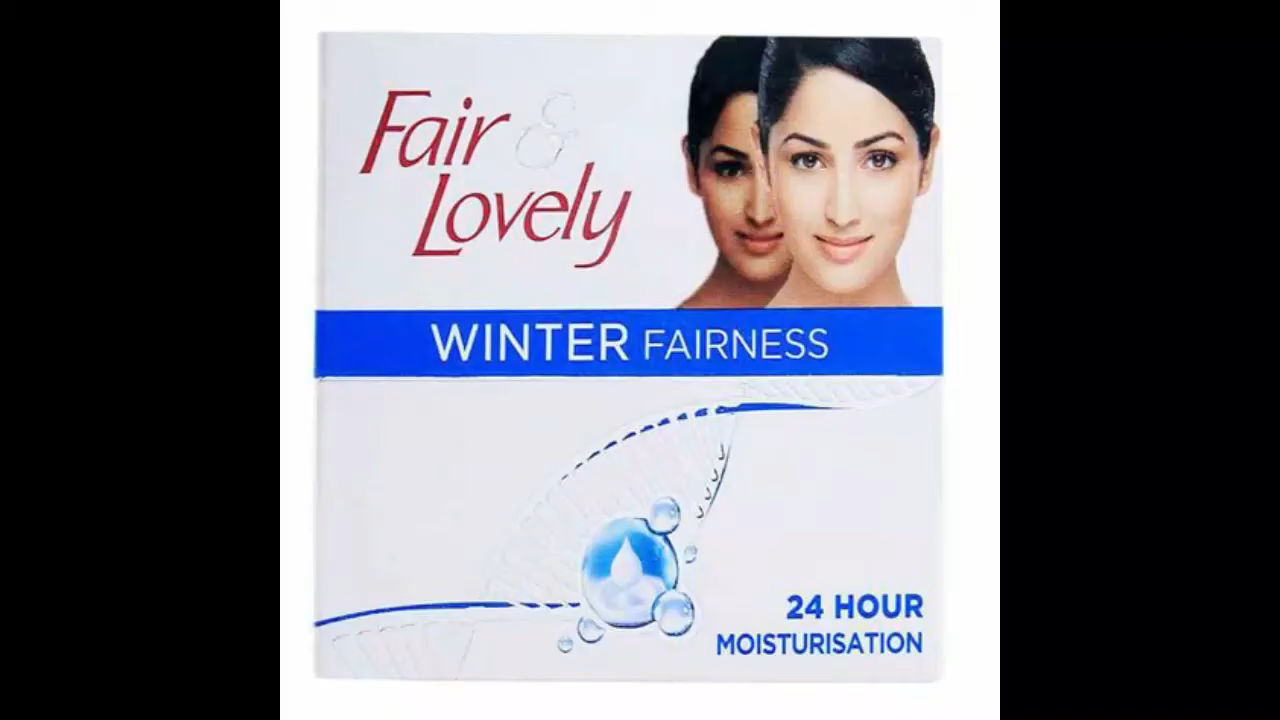 Fair &
Lovely
WINTER FAIRNESS
24 HOUR
MOISTURISATION